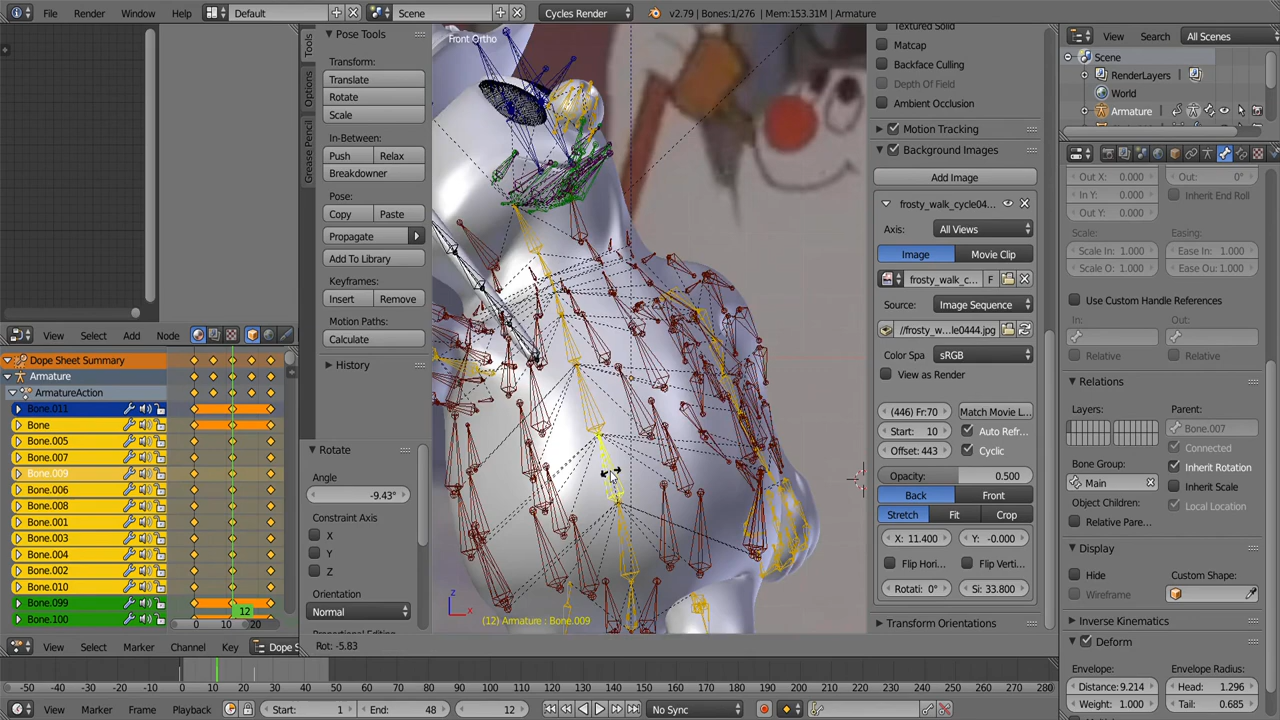 File Render Window Help Default Scene Cycles Render v2.79 | Bones:1/276 | Mem:153.31M | Armature
View Select Add Node
Dope Sheet Summary
Armature
ArmatureAction
Bone.011
Bone
Bone.005
Bone.007
Bone.009
Bone.006
Bone.008
Bone.001
Bone.003
Bone.004
Bone.002
Bone.010
Bone.099
Bone.100
12
0 10 20
View Select Marker Channel Key Dope S
Tools
Options
Grease Pencil
Pose Tools
Transform:
Translate
Rotate
Scale
In-Between:
Push Relax
Breakdowner
Pose:
Copy Paste
Propagate
Add To Library
Keyframes:
Insert Remove
Motion Paths:
Calculate
History
Rotate
Angle
-9.43°
Constraint Axis
X
Y
Z
Orientation
Normal
Proportional Editing
Front Ortho
z
x
(12) Armature : Bone.009
Rot: -5.83
Textured Solid
Matcap
Backface Culling
Depth Of Field
Ambient Occlusion
Motion Tracking
Background Images
Add Image
frosty_walk_cycle04...
Axis: All Views
Image Movie Clip
frosty_walk_c... F
Source: Image Sequence
//frosty_w...le0444.jpg
Color Spa sRGB
View as Render
(446) Fr:70 Match Movie L...
Start: 10 Auto Refr...
Offset: 443 Cyclic
Opacity: 0.500
Back Front
Stretch Fit Crop
X: 11.400 Y: -0.000
Flip Hori... Flip Verti...
Rotati: 0° Si: 33.800
Transform Orientations
View Search All Scenes
Scene
RenderLayers
World
Armature
Out X: 0.000 Out: 0°
In Y: 0.000 Inherit End Roll
Out Y: 0.000
Scale: Easing:
Scale In: 1.000 Ease In: 1.000
Scale O: 1.000 Ease Ou: 1.000
Use Custom Handle References
In: Out:
Relative Relative
Relations
Layers: Parent:
Bone.007
Connected
Bone Group: Inherit Rotation
Main Inherit Scale
Object Children: Local Location
Relative Pare...
Display
Hide Custom Shape:
Wireframe
Inverse Kinematics
Deform
Envelope: Envelope Radius:
Distance: 9.214 Head: 1.296
Weight: 1.000 Tail: 0.685
-50 -40 -30 -20 -10 0 10 20 30 40 50 60 70 80 90 100 110 120 130 140 150 160 170 180 190 200 210 220 230 240 250 260 270 280
View Marker Frame Playback Start: 1 End: 48 12 No Sync